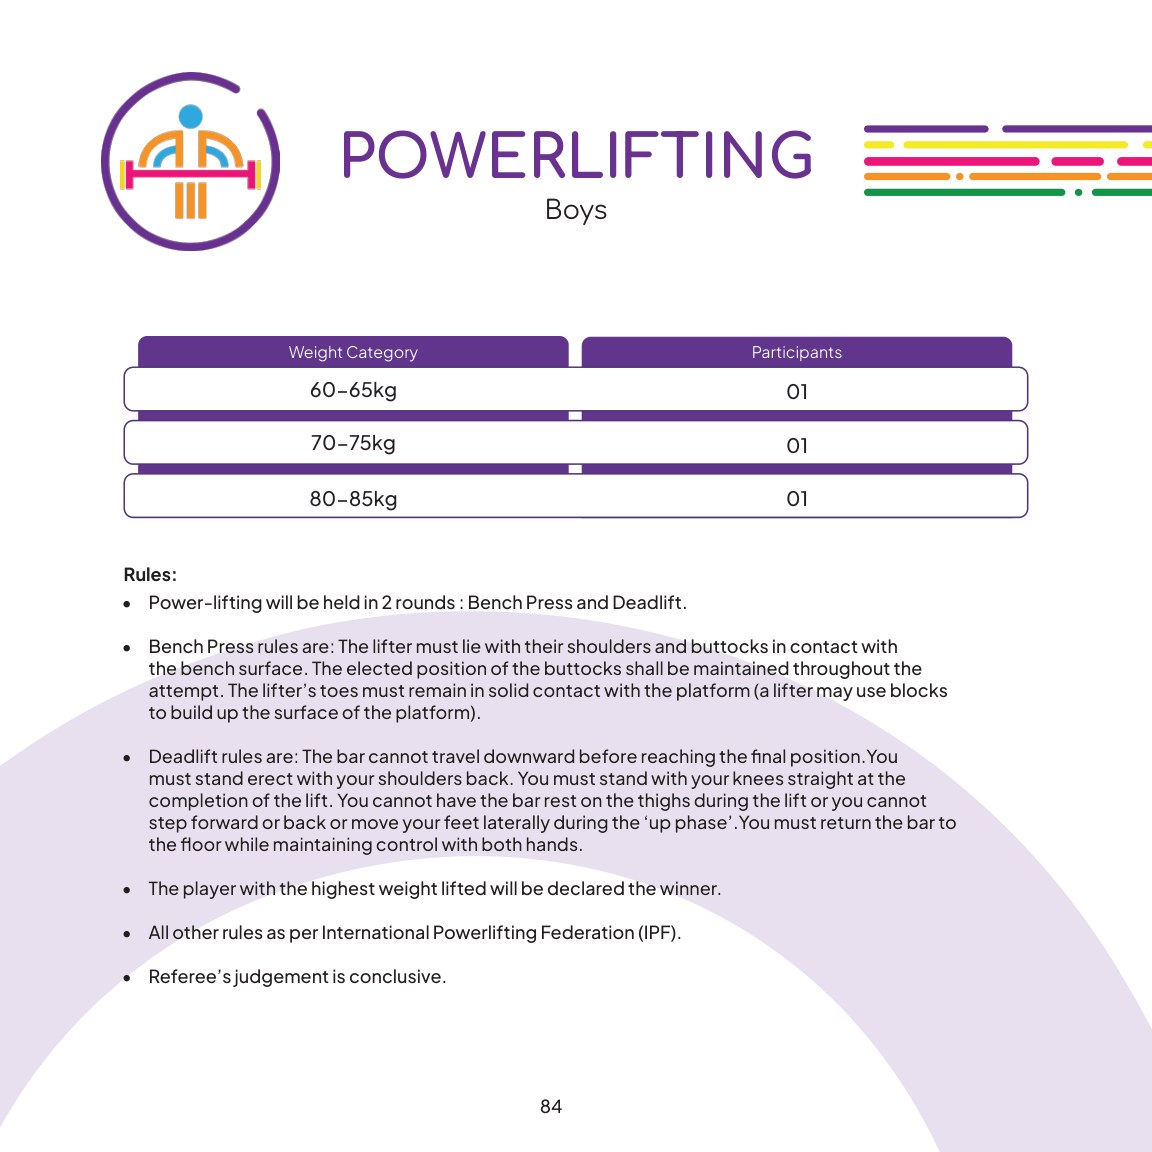 POWERLIFTING
Boys
Weight Category Participants
60–65kg 01
70–75kg 01
80–85kg 01
Rules:
• Power-lifting will be held in 2 rounds : Bench Press and Deadlift.
• Bench Press rules are: The lifter must lie with their shoulders and buttocks in contact with
the bench surface. The elected position of the buttocks shall be maintained throughout the
attempt. The lifter’s toes must remain in solid contact with the platform (a lifter may use blocks
to build up the surface of the platform).
• Deadlift rules are: The bar cannot travel downward before reaching the final position.You
must stand erect with your shoulders back. You must stand with your knees straight at the
completion of the lift. You cannot have the bar rest on the thighs during the lift or you cannot
step forward or back or move your feet laterally during the ‘up phase’.You must return the bar to
the floor while maintaining control with both hands.
• The player with the highest weight lifted will be declared the winner.
• All other rules as per International Powerlifting Federation (IPF).
• Referee’s judgement is conclusive.
84